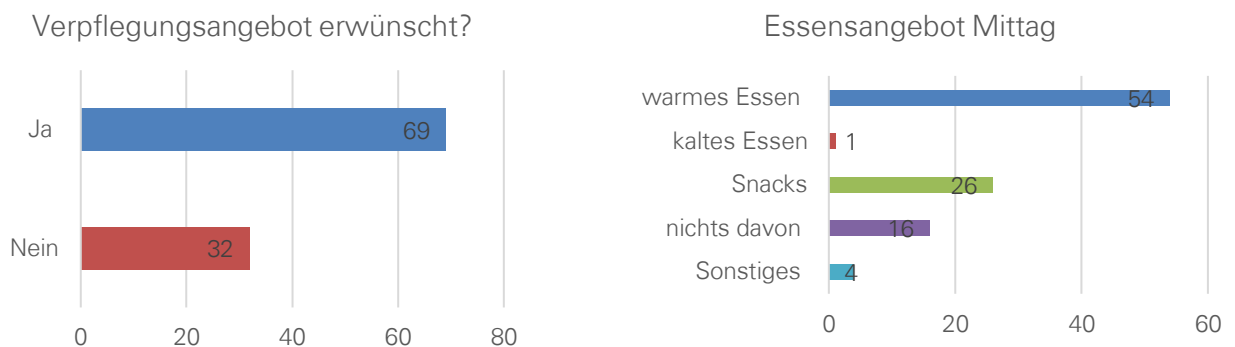 Verpflegungsangebot erwünscht?
Ja
69
Nein
32
0 20 40 60 80
Essensangebot Mittag
warmes Essen
54
kaltes Essen
1
Snacks
26
nichts davon
16
Sonstiges
4
0 20 40 60